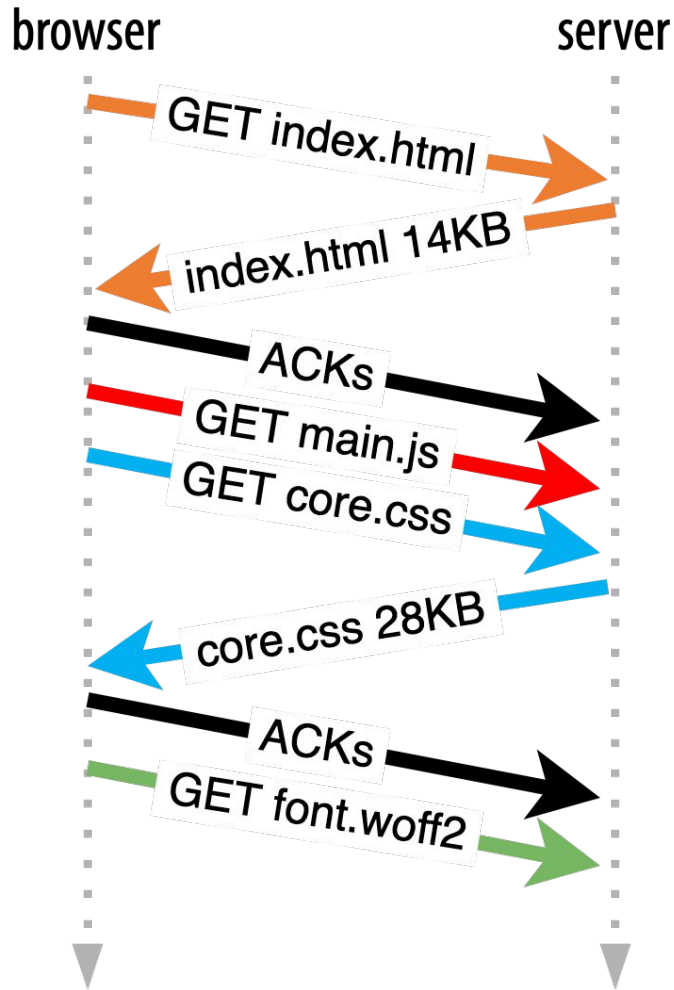 browser
server
GET index.html
index.html 14KB
ACKs
GET main.js
GET core.css
core.css 28KB
ACKs
GET font.woff2